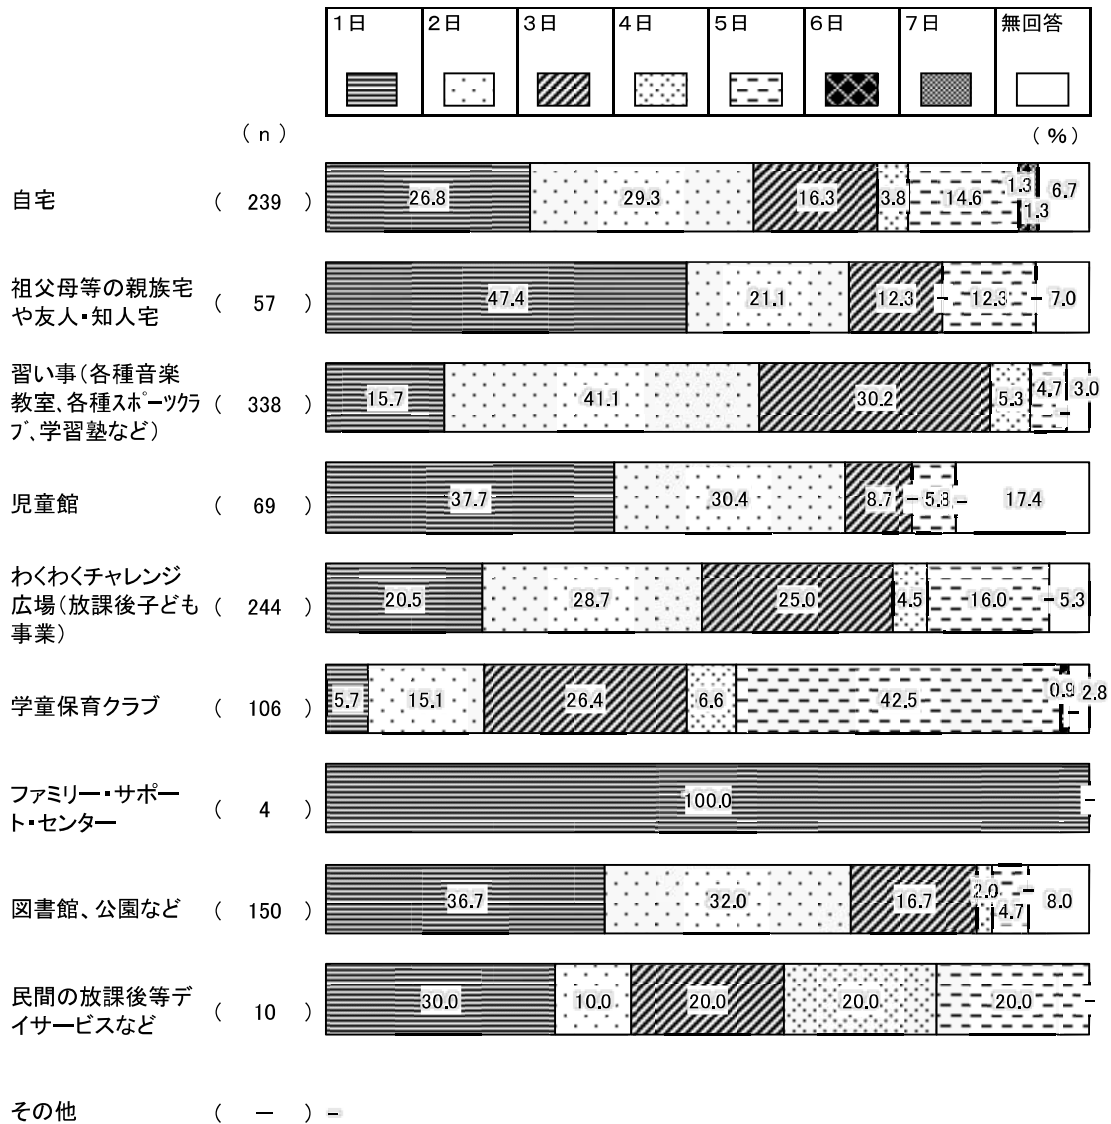 1日 2日 3日 4日 5日 6日 7日 無回答
(n) (%)
自宅 ( 239 ) 26.8 29.3 16.3 3.8 14.6 1.3 1.3 6.7
祖父母等の親族宅
や友人・知人宅 ( 57 ) 47.4 21.1 12.3 - 12.3 - 7.0
習い事(各種音楽
教室、各種スポーツクラ ( 338 ) 15.7 41.1 30.2 5.3 4.7 - 3.0
ブ、学習塾など)
児童館 ( 69 ) 37.7 30.4 8.7 - 5.8 - 17.4
わくわくチャレンジ
広場(放課後子ども ( 244 ) 20.5 28.7 25.0 4.5 16.0 - 5.3
事業)
学童保育クラブ ( 106 ) 5.7 15.1 26.4 6.6 42.5 0.9 - 2.8
ファミリー・サポー
ト・センター ( 4 ) 100.0 -
図書館、公園など ( 150 ) 36.7 32.0 16.7 2.0 4.7 - 8.0
民間の放課後等デ
イサービスなど ( 10 ) 30.0 10.0 20.0 20.0 20.0 -
その他 ( － ) -